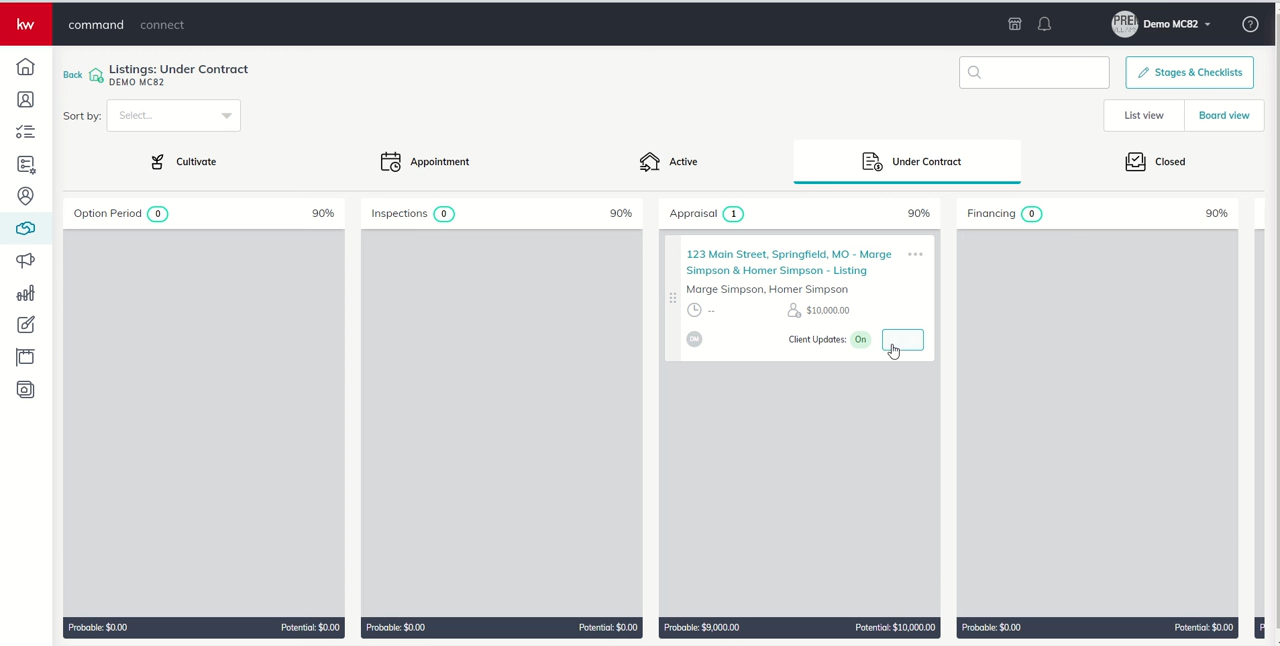 kw command connect Demo MC82
Back Listings: Under Contract
DEMO MC82
Stages & Checklists
Sort by: Select... List view Board view
Cultivate Appointment Active Under Contract Closed
Option Period 0 90% Inspections 0 90% Appraisal 1 90% Financing 0 90%
123 Main Street, Springfield, MO - Marge
Simpson & Homer Simpson - Listing
Marge Simpson, Homer Simpson
-- $10,000.00
DM Client Updates: On
Probable: $0.00 Potential: $0.00 Probable: $0.00 Potential: $0.00 Probable: $9,000.00 Potential: $10,000.00 Probable: $0.00 Potential: $0.00 P